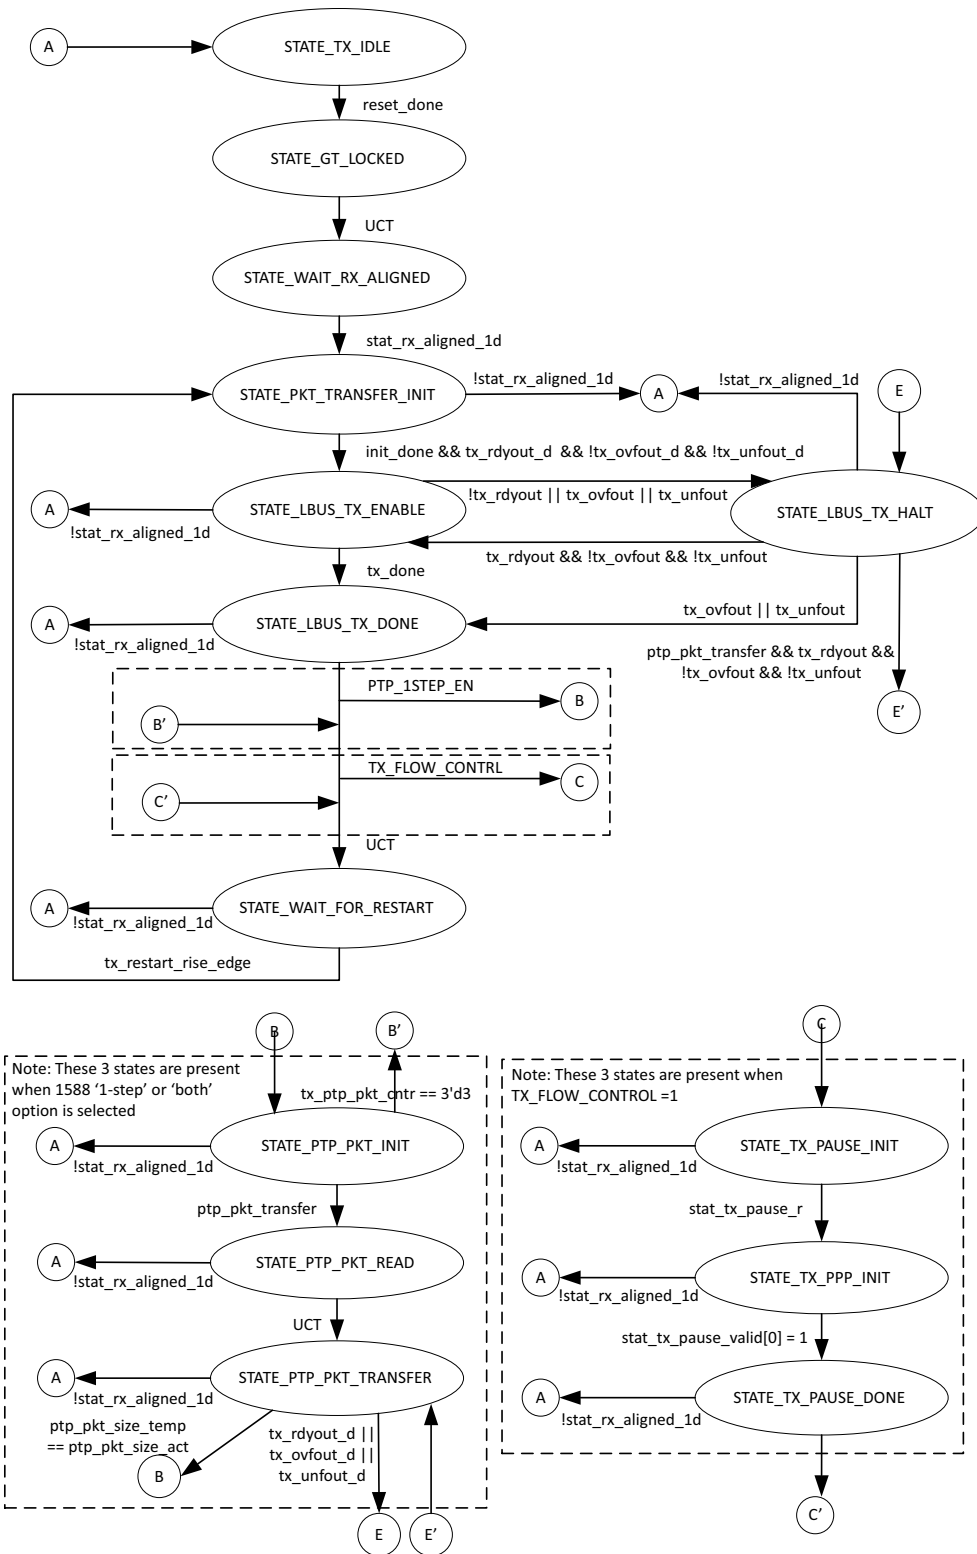 A
STATE_TX_IDLE
reset_done
STATE_GT_LOCKED
UCT
STATE_WAIT_RX_ALIGNED
stat_rx_aligned_1d
STATE_PKT_TRANSFER_INIT
!stat_rx_aligned_1d
A
!stat_rx_aligned_1d
E
init_done && tx_rdyout_d && !tx_ovfout_d && !tx_unfout_d
A
!stat_rx_aligned_1d
STATE_LBUS_TX_ENABLE
!tx_rdyout || tx_ovfout || tx_unfout
STATE_LBUS_TX_HALT
tx_rdyout && !tx_ovfout && !tx_unfout
tx_done
A
!stat_rx_aligned_1d
STATE_LBUS_TX_DONE
tx_ovfout || tx_unfout
ptp_pkt_transfer && tx_rdyout &&
!tx_ovfout && !tx_unfout
E'
PTP_1STEP_EN
B
B'
TX_FLOW_CONTRL
C
C'
UCT
A
!stat_rx_aligned_1d
STATE_WAIT_FOR_RESTART
tx_restart_rise_edge
B
B'
Note: These 3 states are present
when 1588 ‘1-step’ or ‘both’
option is selected
tx_ptp_pkt_cntr == 3'd3
A
!stat_rx_aligned_1d
STATE_PTP_PKT_INIT
ptp_pkt_transfer
A
!stat_rx_aligned_1d
STATE_PTP_PKT_READ
UCT
A
!stat_rx_aligned_1d
STATE_PTP_PKT_TRANSFER
ptp_pkt_size_temp
== ptp_pkt_size_act
B
tx_rdyout_d ||
tx_ovfout_d ||
tx_unfout_d
E
E'
C
Note: These 3 states are present when
TX_FLOW_CONTROL =1
A
!stat_rx_aligned_1d
STATE_TX_PAUSE_INIT
stat_tx_pause_r
A
!stat_rx_aligned_1d
STATE_TX_PPP_INIT
stat_tx_pause_valid[0] = 1
A
!stat_rx_aligned_1d
STATE_TX_PAUSE_DONE
C'